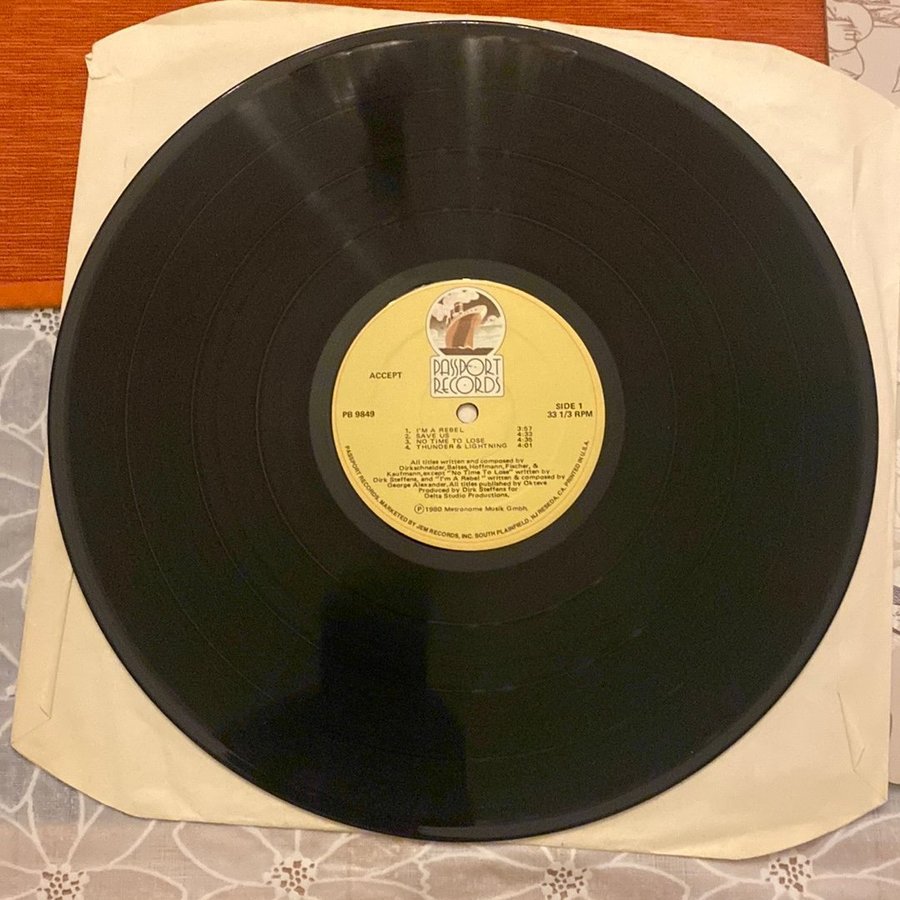 PASSPORT
RECORDS
ACCEPT
PB 9849
SIDE 1
33 1/3 RPM
1. I'M A REBEL 3:57
2. SAVE US 4:33
3. NO TIME TO LOSE 4:35
4. THUNDER & LIGHTNING 4:01
All titles written and composed by
Dirkschneider, Baltes, Hoffmann, Fischer, &
Kaufmann, except "No Time To Lose" written by
Dirk Steffens, and "I'm A Rebel" written & composed by
George Alexander. All titles published by Oktave
Produced by Dirk Steffens for
Delta Studio Productions,
Ⓟ 1980 Metronome Musik Gmbh,
PASSPORT RECORDS, MARKETED BY JEM RECORDS, INC. SOUTH PLAINFIELD, NJ RESEDA, CA. PRINTED IN U.S.A.